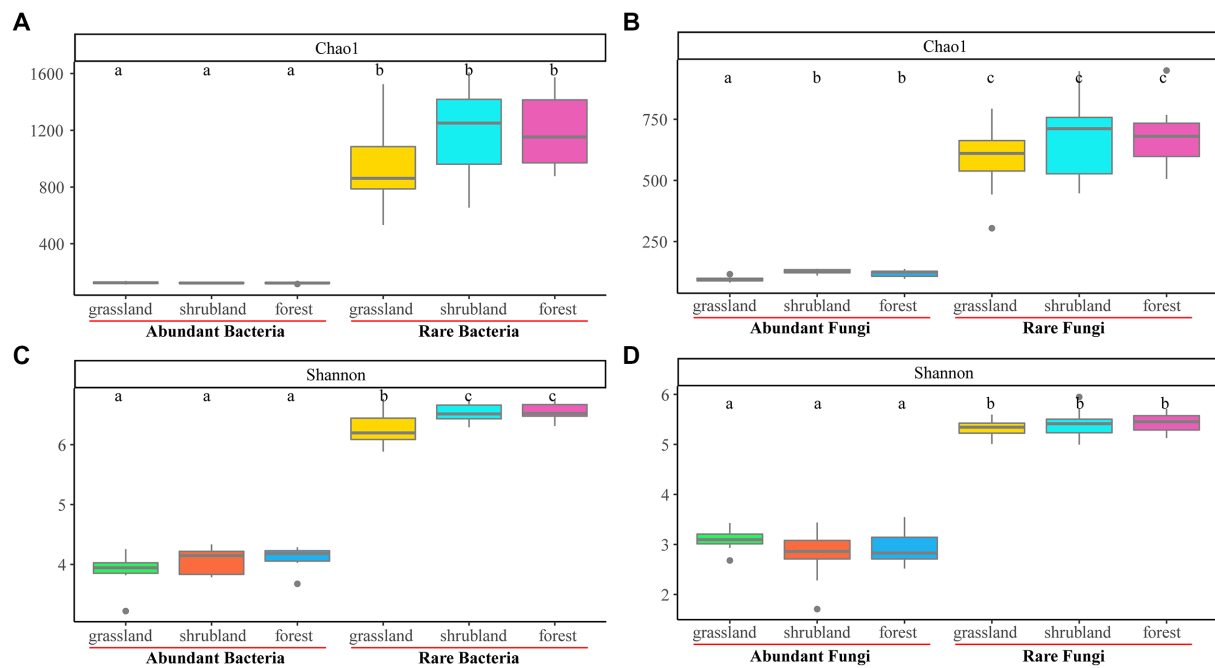 A
Chao1
a a a b b b
1600
1200
800
400
grassland shrubland forest grassland shrubland forest
Abundant Bacteria Rare Bacteria
B
Chao1
a b b c c c
750
500
250
grassland shrubland forest grassland shrubland forest
Abundant Fungi Rare Fungi
C
Shannon
a a a b c c
6
5
4
grassland shrubland forest grassland shrubland forest
Abundant Bacteria Rare Bacteria
D
Shannon
a a a b b b
6
5
4
3
2
grassland shrubland forest grassland shrubland forest
Abundant Fungi Rare Fungi